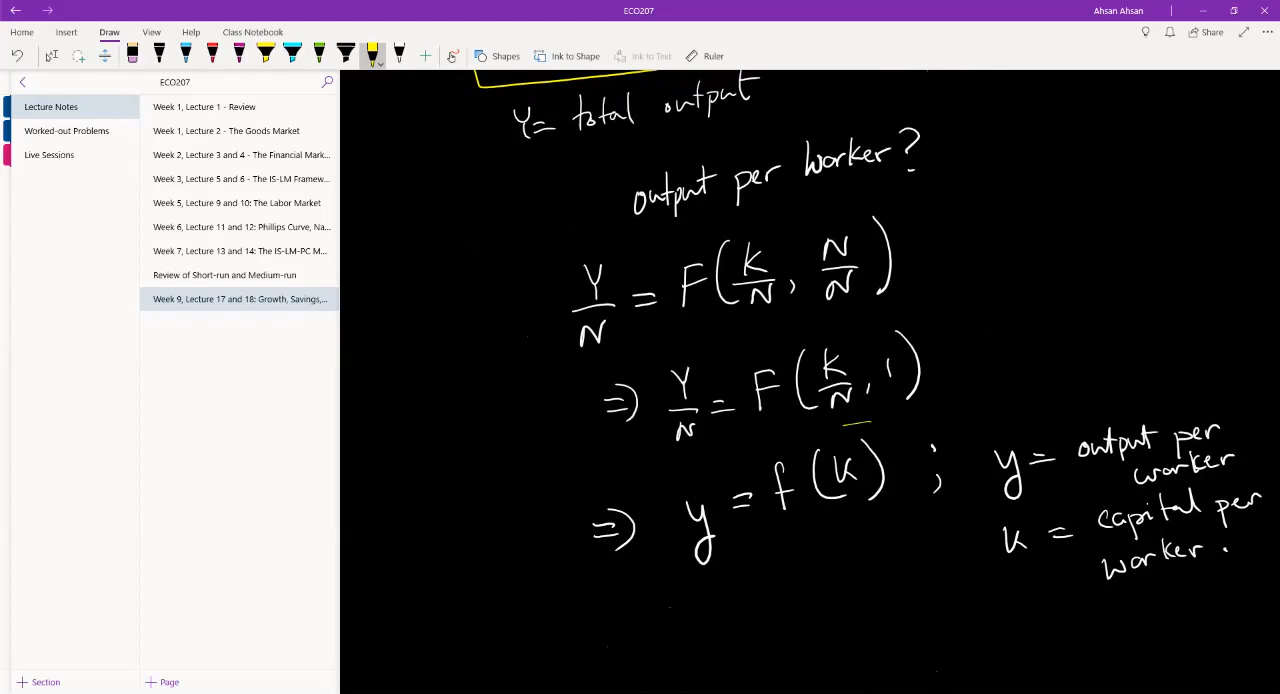 ECO207
Ahsan Ahsan
Home Insert Draw View Help Class Notebook
Share
Shapes Ink to Shape Ink to Text Ruler
ECO207
Lecture Notes
Worked-out Problems
Live Sessions
Week 1, Lecture 1 - Review
Week 1, Lecture 2 - The Goods Market
Week 2, Lecture 3 and 4 - The Financial Mark...
Week 3, Lecture 5 and 6 - The IS-LM Framew...
Week 5, Lecture 9 and 10: The Labor Market
Week 6, Lecture 11 and 12: Phillips Curve, Na...
Week 7, Lecture 13 and 14: The IS-LM-PC M...
Review of Short-run and Medium-run
Week 9, Lecture 17 and 18: Growth, Savings,...
+ Section
+ Page
Y = total output
output per worker?
Y/N = F(K/N, N/N)
⇒ Y/N = F(K/N, 1)
⇒ y = f(k) ; y = output per
worker
k = capital per
worker.